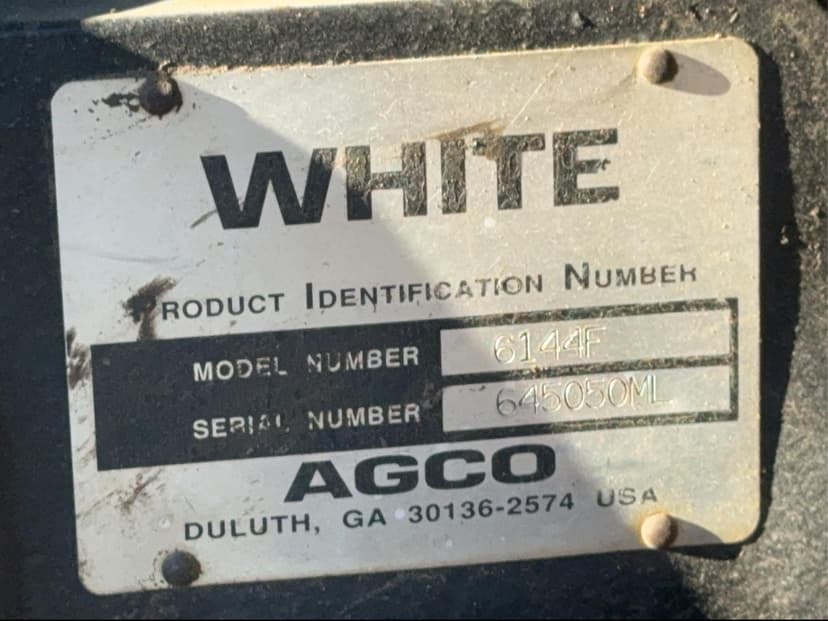 WHITE
PRODUCT IDENTIFICATION NUMBER
MODEL NUMBER 6144F
SERIAL NUMBER 645050ML
AGCO
DULUTH, GA 30136-2574 USA